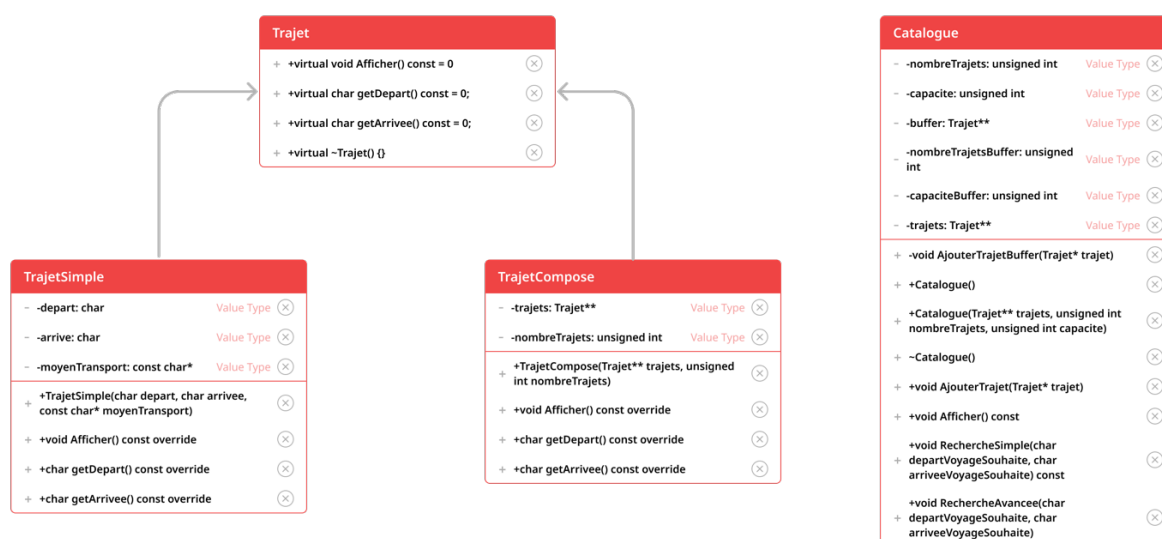 Trajet
+ +virtual void Afficher() const = 0
+ +virtual char getDepart() const = 0;
+ +virtual char getArrivee() const = 0;
+ +virtual ~Trajet() {}
TrajetSimple
- -depart: char Value Type
- -arrive: char Value Type
- -moyenTransport: const char* Value Type
+ +TrajetSimple(char depart, char arrivee,
const char* moyenTransport)
+ +void Afficher() const override
+ +char getDepart() const override
+ +char getArrivee() const override
TrajetCompose
- -trajets: Trajet** Value Type
- -nombreTrajets: unsigned int Value Type
+ +TrajetCompose(Trajet** trajets, unsigned
int nombreTrajets)
+ +void Afficher() const override
+ +char getDepart() const override
+ +char getArrivee() const override
Catalogue
- -nombreTrajets: unsigned int Value Type
- -capacite: unsigned int Value Type
- -buffer: Trajet** Value Type
- -nombreTrajetsBuffer: unsigned
int Value Type
- -capaciteBuffer: unsigned int Value Type
- -trajets: Trajet** Value Type
+ -void AjouterTrajetBuffer(Trajet* trajet)
+ +Catalogue()
+ +Catalogue(Trajet** trajets, unsigned int
nombreTrajets, unsigned int capacite)
+ ~Catalogue()
+ +void AjouterTrajet(Trajet* trajet)
+ +void Afficher() const
+ +void RechercheSimple(char
departVoyageSouhaite, char
arriveeVoyageSouhaite) const
+ +void RechercheAvancee(char
departVoyageSouhaite, char
arriveeVoyageSouhaite)